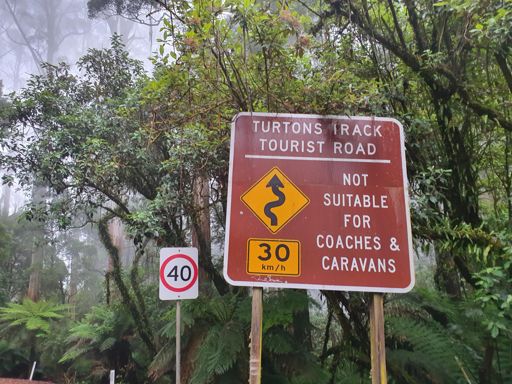 TURTONS TRACK
TOURIST ROAD
NOT
SUITABLE
FOR
COACHES &
CARAVANS
30
km/h
40